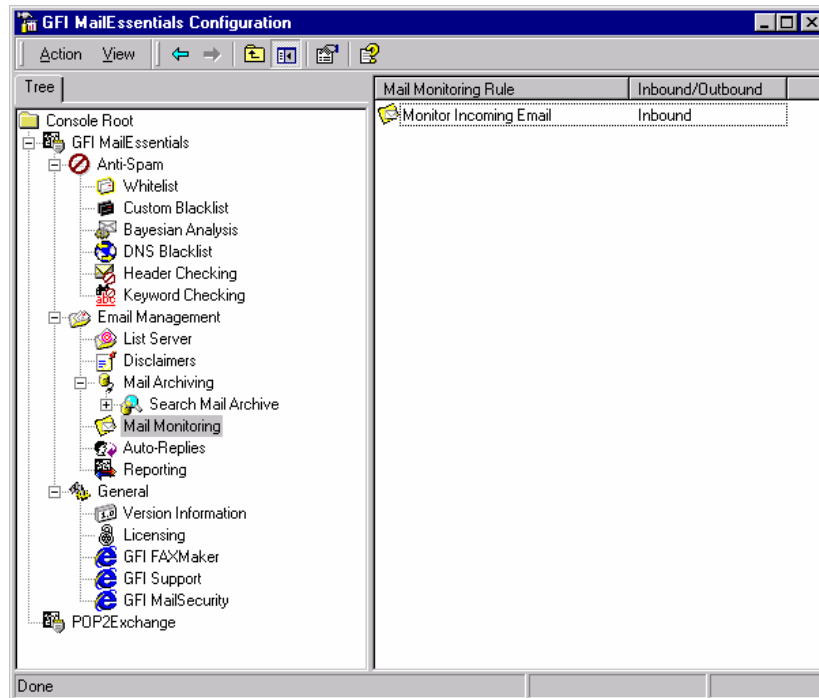 GFI MailEssentials Configuration
Action View
Tree
Mail Monitoring Rule Inbound/Outbound
Monitor Incoming Email Inbound
Console Root
GFI MailEssentials
Anti-Spam
Whitelist
Custom Blacklist
Bayesian Analysis
DNS Blacklist
Header Checking
Keyword Checking
Email Management
List Server
Disclaimers
Mail Archiving
Search Mail Archive
Mail Monitoring
Auto-Replies
Reporting
General
Version Information
Licensing
GFI FAXMaker
GFI Support
GFI MailSecurity
POP2Exchange
Done